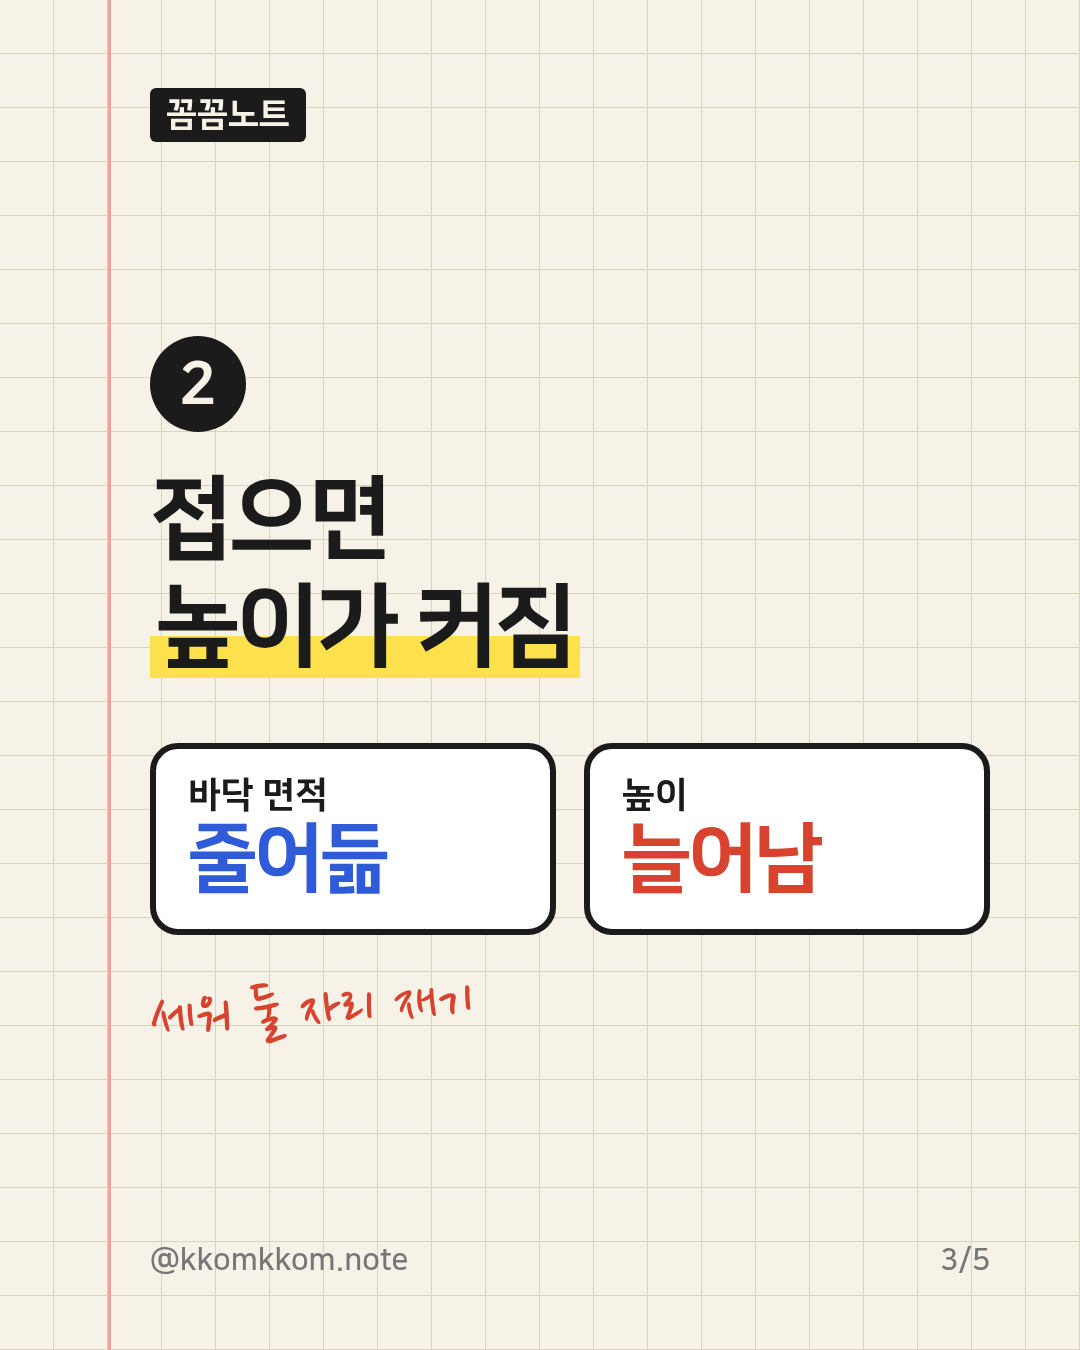 꼼꼼노트
2
접으면
높이가 커짐
바닥 면적
줄어듦
높이
늘어남
세워 둘 자리 재기
@kkomkkom.note
3/5